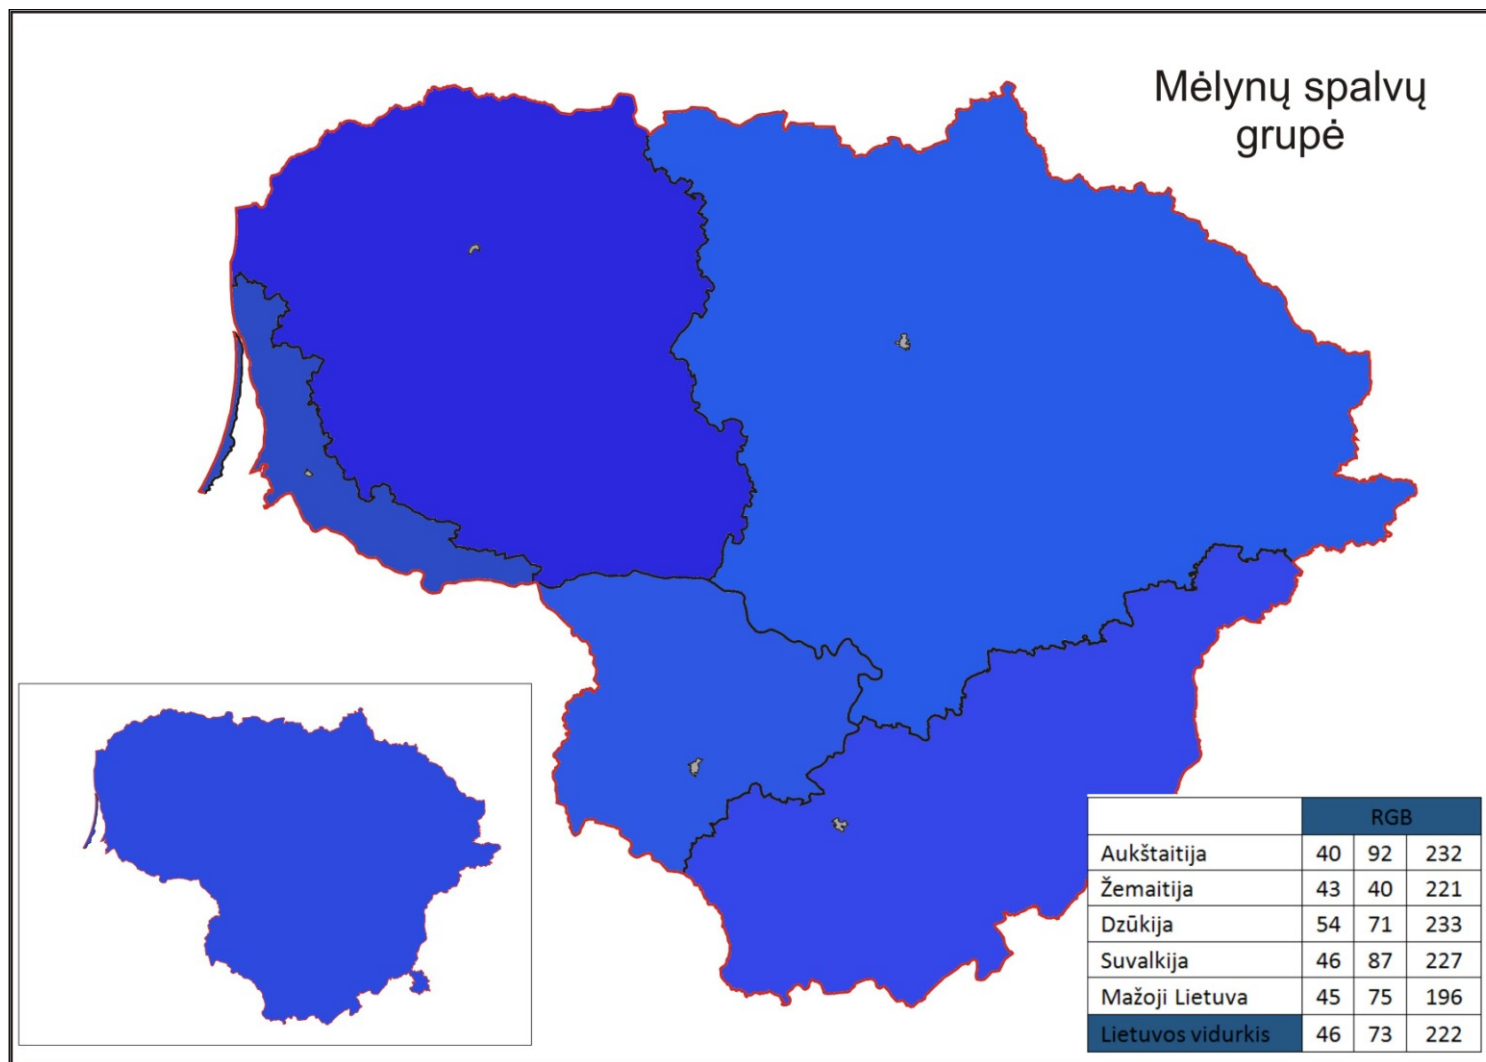 Mėlynų spalvų
grupė
RGB
Aukštaitija 40 92 232
Žemaitija 43 40 221
Dzūkija 54 71 233
Suvalkija 46 87 227
Mažoji Lietuva 45 75 196
Lietuvos vidurkis 46 73 222